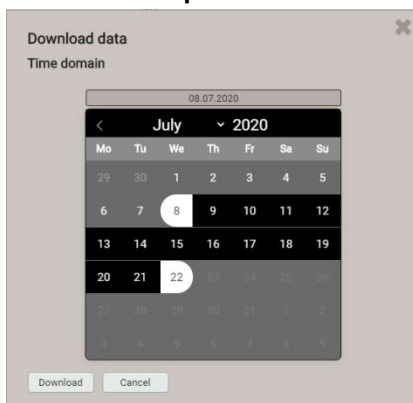 Download data
Time domain
08.07.2020
July 2020
Mo Tu We Th Fr Sa Su
29 30 1 2 3 4 5
6 7 8 9 10 11 12
13 14 15 16 17 18 19
20 21 22 23 24 25 26
27 28 29 30 31 1 2
3 4 5 6 7 8 9
Download Cancel